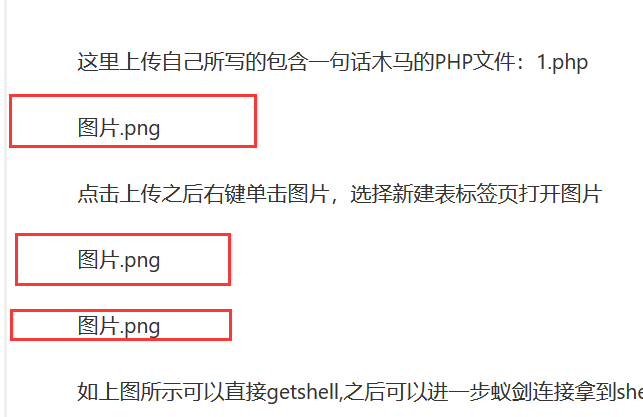 这里上传自己所写的包含一句话木马的PHP文件：1.php
图片.png
点击上传之后右键单击图片，选择新建表标签页打开图片
图片.png
图片.png
如上图所示可以直接getshell,之后可以进一步蚁剑连接拿到she